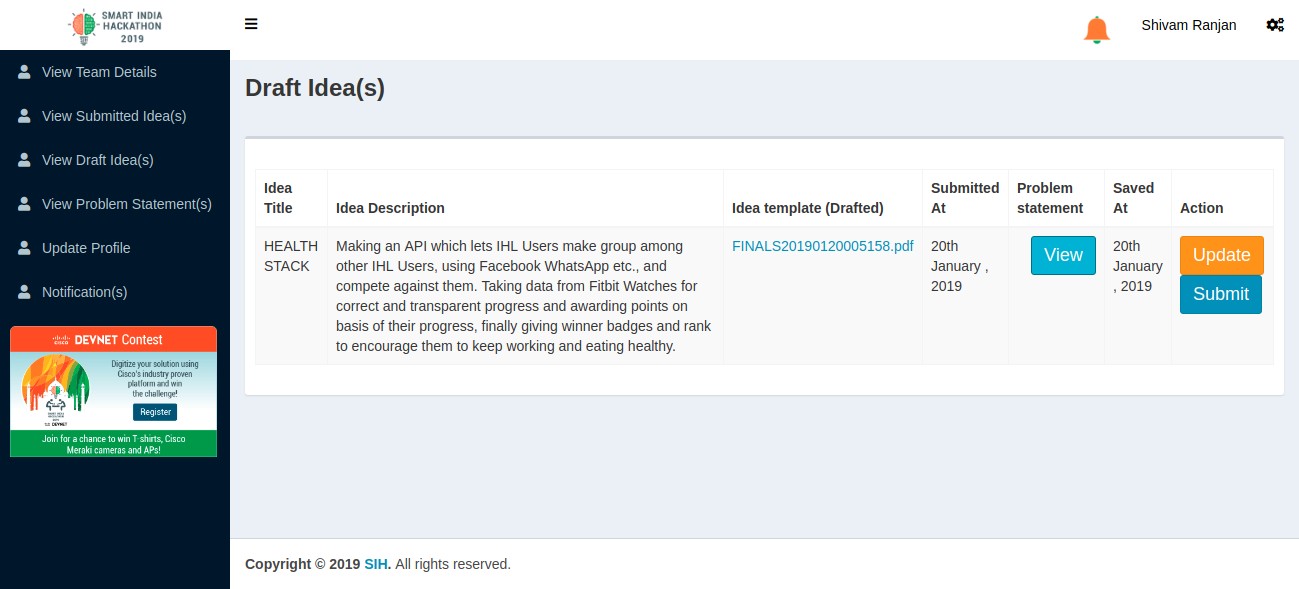 SMART INDIA
HACKATHON
2019
Shivam Ranjan
View Team Details
View Submitted Idea(s)
View Draft Idea(s)
View Problem Statement(s)
Update Profile
Notification(s)
CISCO DEVNET Contest
Digitize your solution using
Cisco's industry proven
platform and win
the challenge!
Register
DEVNET
Join for a chance to win T-shirts, Cisco
Meraki cameras and APs!
Draft Idea(s)
Idea
Title
Idea Description
Idea template (Drafted)
Submitted
At
Problem
statement
Saved
At
Action
HEALTH
STACK
Making an API which lets IHL Users make group among
other IHL Users, using Facebook WhatsApp etc., and
compete against them. Taking data from Fitbit Watches for
correct and transparent progress and awarding points on
basis of their progress, finally giving winner badges and rank
to encourage them to keep working and eating healthy.
FINALS20190120005158.pdf
20th
January ,
2019
View
20th
January
, 2019
Update
Submit
Copyright © 2019 SIH. All rights reserved.